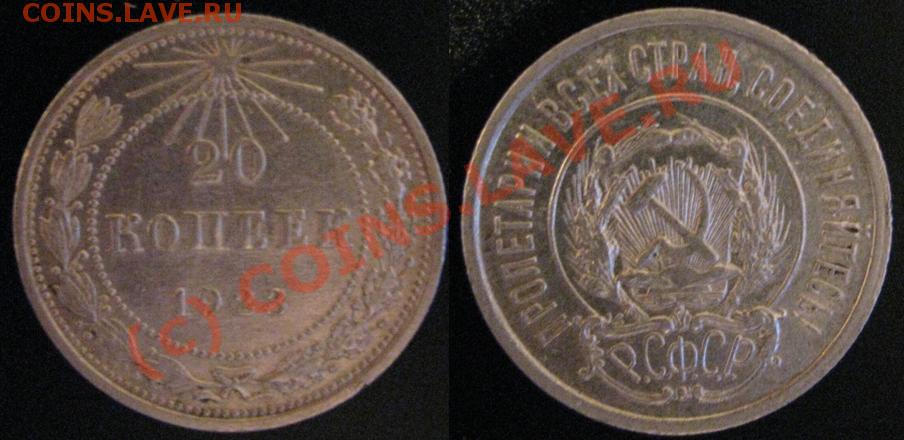 COINS.LAVE.RU
20
КОПЕЕК
ПРОЛЕТАРИИ ВСЕХ СТРАН, СОЕДИНЯЙТЕСЬ!
Р.С.Ф.С.Р.
(c) COINS.LAVE.RU